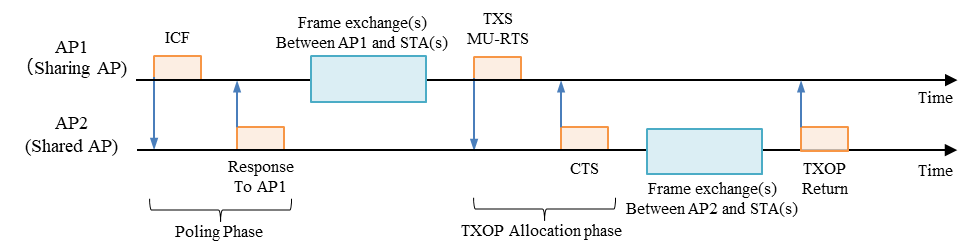 ICF
Frame exchange(s)
Between AP1 and STA(s)
TXS
MU-RTS
AP1
(Sharing AP)
Time
AP2
(Shared AP)
Response
To AP1
CTS
Frame exchange(s)
Between AP2 and STA(s)
TXOP
Return
Time
Poling Phase
TXOP Allocation phase